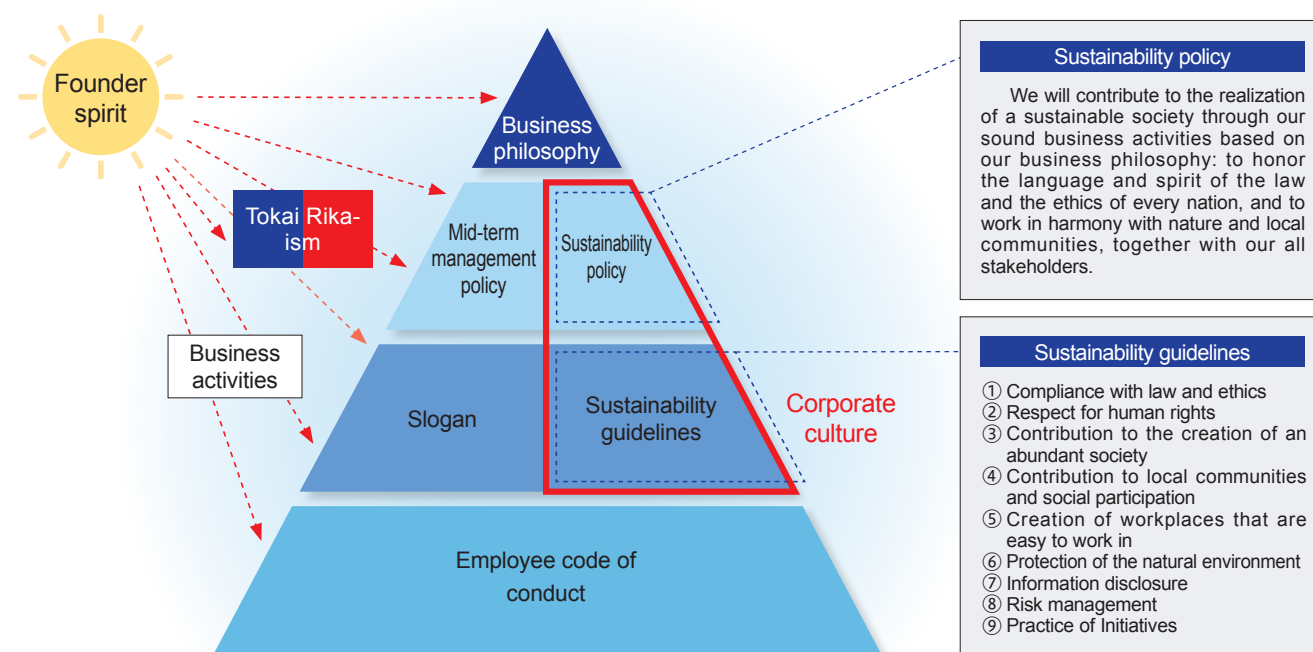 Founder
spirit
Tokai Rika-
ism
Business
activities
Business
philosophy
Mid-term
management
policy
Sustainability
policy
Slogan
Sustainability
guidelines
Corporate
culture
Employee code of
conduct
Sustainability policy
We will contribute to the realization
of a sustainable society through our
sound business activities based on
our business philosophy: to honor
the language and spirit of the law
and the ethics of every nation, and to
work in harmony with nature and local
communities, together with our all
stakeholders.
Sustainability guidelines
① Compliance with law and ethics
② Respect for human rights
③ Contribution to the creation of an
abundant society
④ Contribution to local communities
and social participation
⑤ Creation of workplaces that are
easy to work in
⑥ Protection of the natural environment
⑦ Information disclosure
⑧ Risk management
⑨ Practice of Initiatives